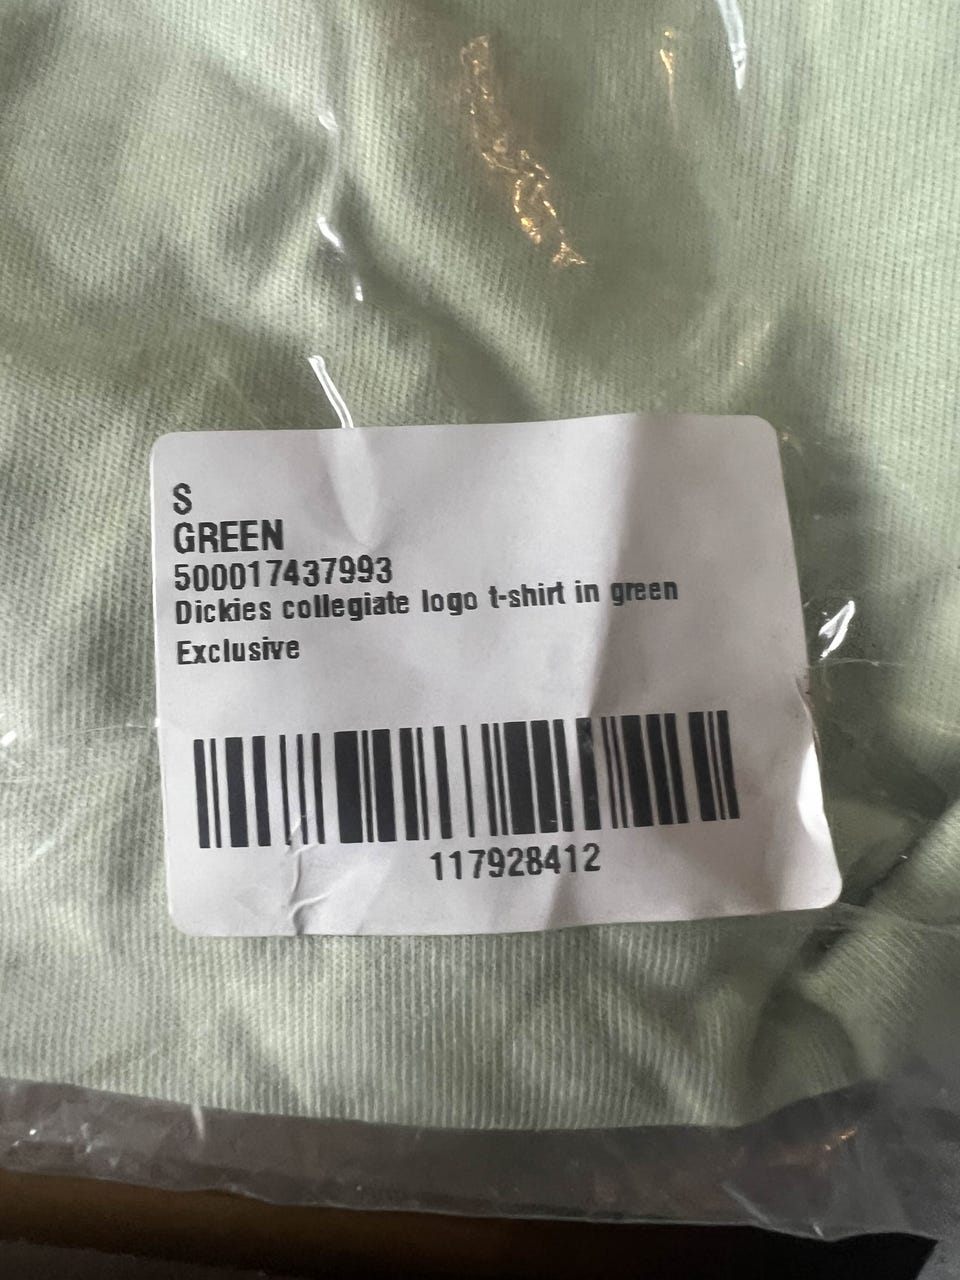 S
GREEN
500017437993
Dickies collegiate logo t-shirt in green
Exclusive
117928412